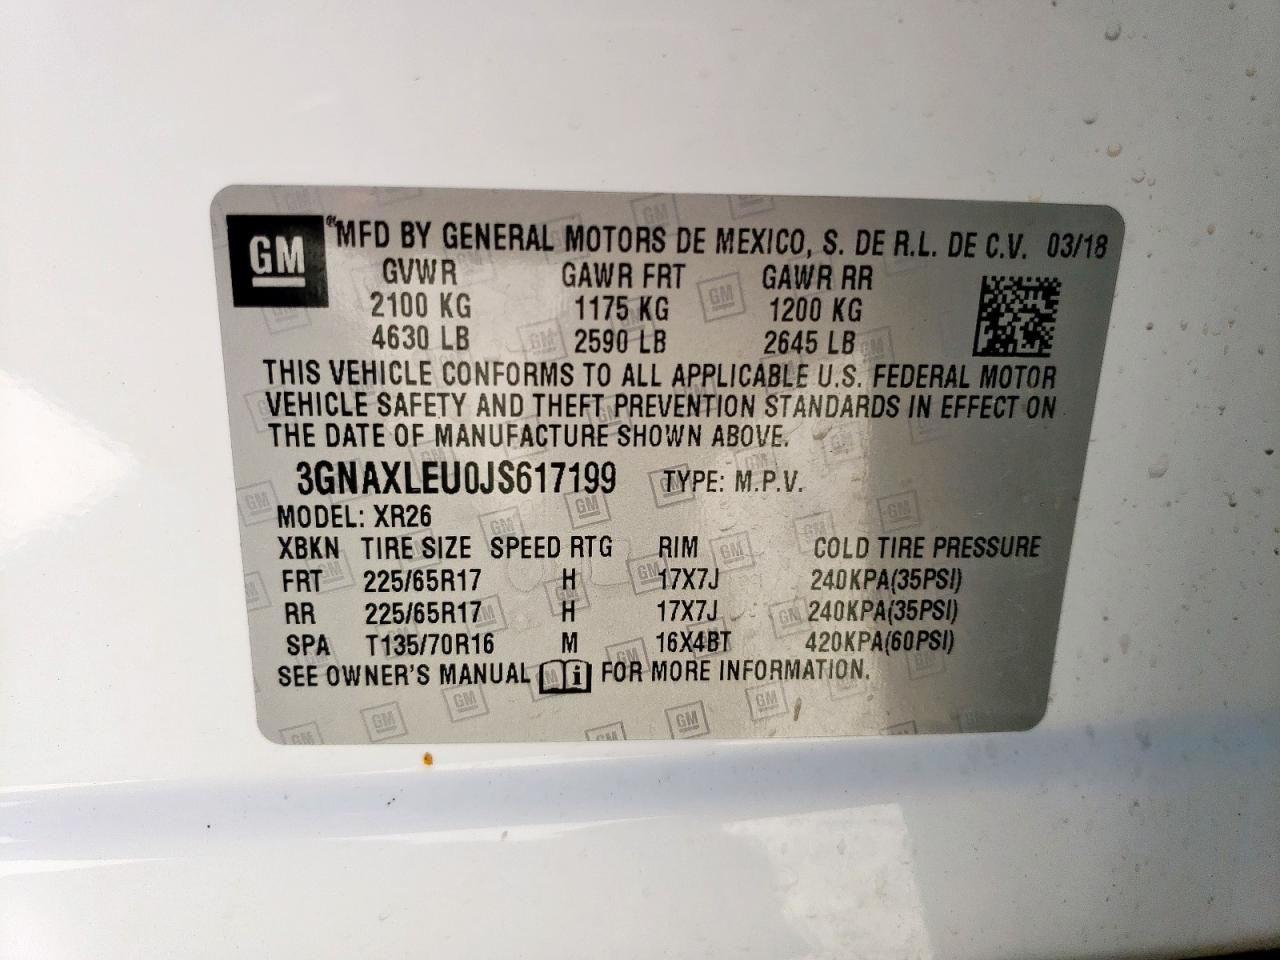 GM MFD BY GENERAL MOTORS DE MEXICO, S. DE R.L. DE C.V. 03/18
GVWR GAWR FRT GAWR RR
2100 KG 1175 KG 1200 KG
4630 LB 2590 LB 2645 LB
THIS VEHICLE CONFORMS TO ALL APPLICABLE U.S. FEDERAL MOTOR
VEHICLE SAFETY AND THEFT PREVENTION STANDARDS IN EFFECT ON
THE DATE OF MANUFACTURE SHOWN ABOVE.
3GNAXLEU0JS617199 TYPE: M.P.V.
MODEL: XR26
XBKN TIRE SIZE SPEED RTG RIM COLD TIRE PRESSURE
FRT 225/65R17 H 17X7J 240KPA(35PSI)
RR 225/65R17 H 17X7J 240KPA(35PSI)
SPA T135/70R16 M 16X4BT 420KPA(60PSI)
SEE OWNER'S MANUAL i FOR MORE INFORMATION.